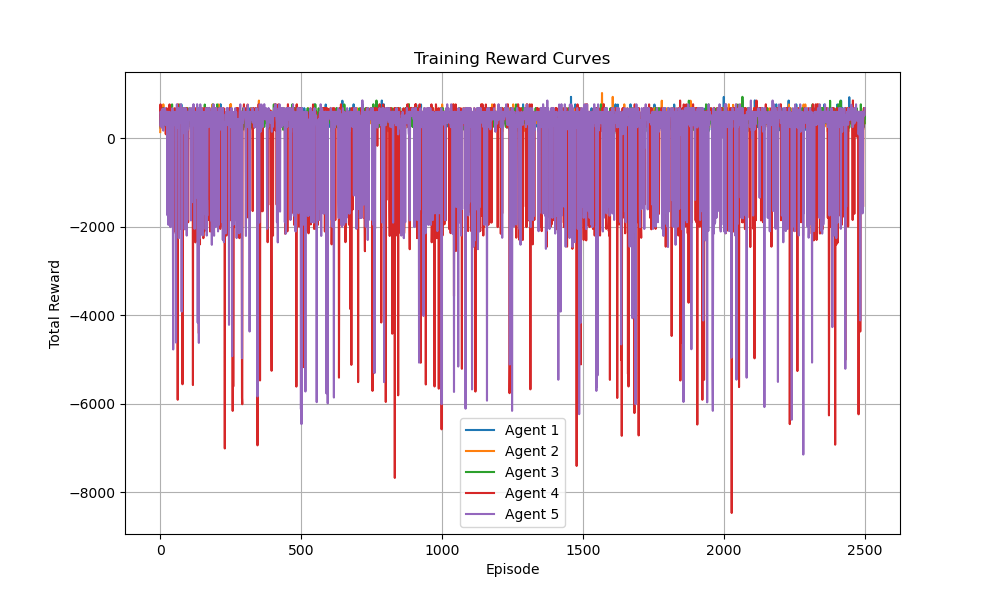 Training Reward Curves
Total Reward
0
−2000
−4000
−6000
−8000
Agent 1
Agent 2
Agent 3
Agent 4
Agent 5
0 500 1000 1500 2000 2500
Episode